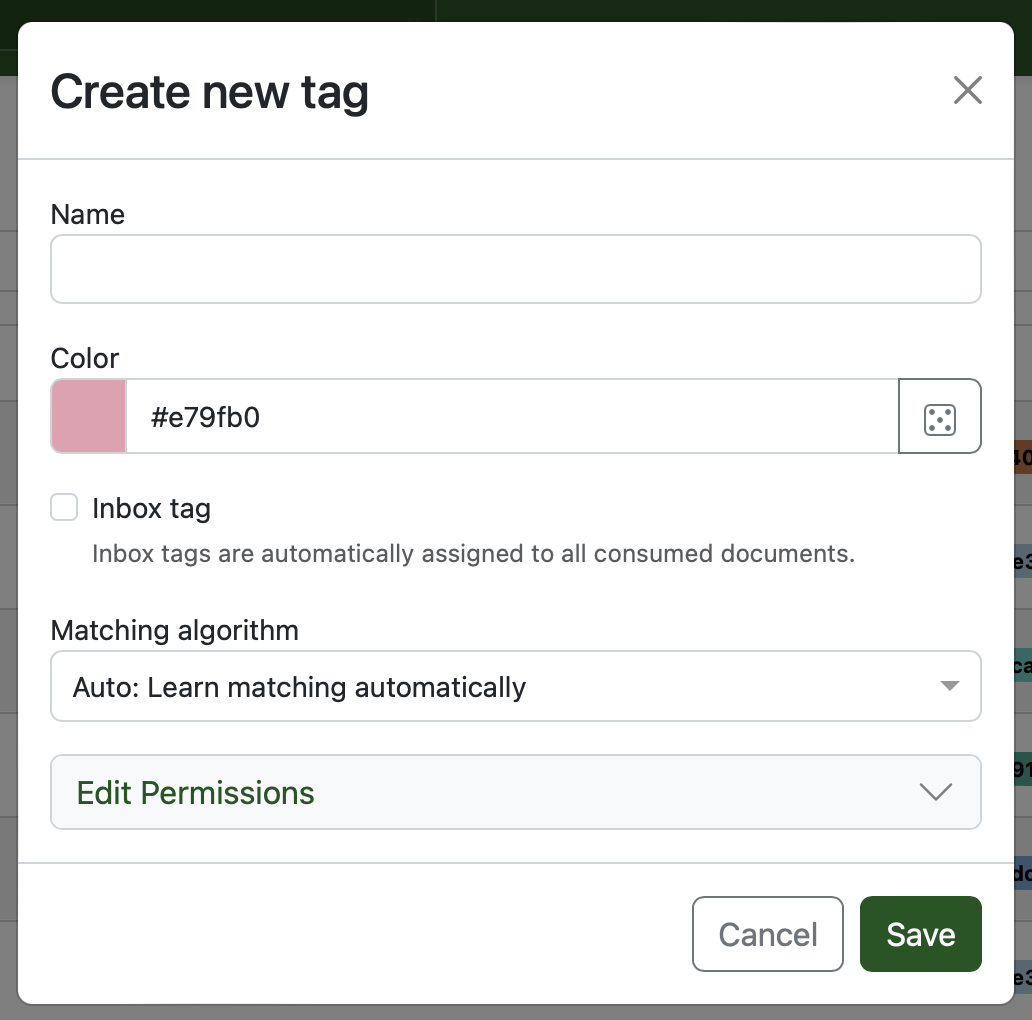 Create new tag
Name
Color
#e79fb0
Inbox tag
Inbox tags are automatically assigned to all consumed documents.
Matching algorithm
Auto: Learn matching automatically
Edit Permissions
Cancel
Save